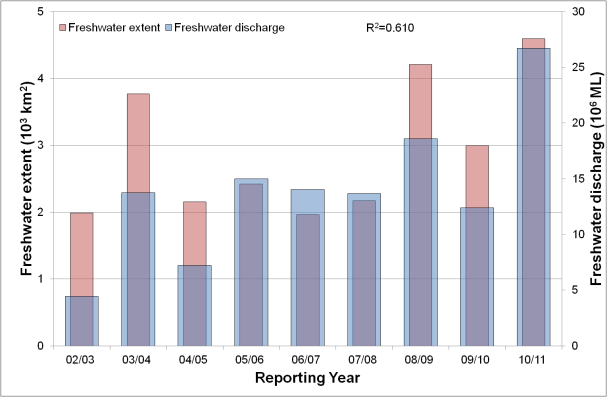 Freshwater extent Freshwater discharge R²=0.610
Freshwater extent (10³ km²)
5
4
3
2
1
0
30
25
20
15
10
5
0
Freshwater discharge (10⁶ ML)
02/03 03/04 04/05 05/06 06/07 07/08 08/09 09/10 10/11
Reporting Year